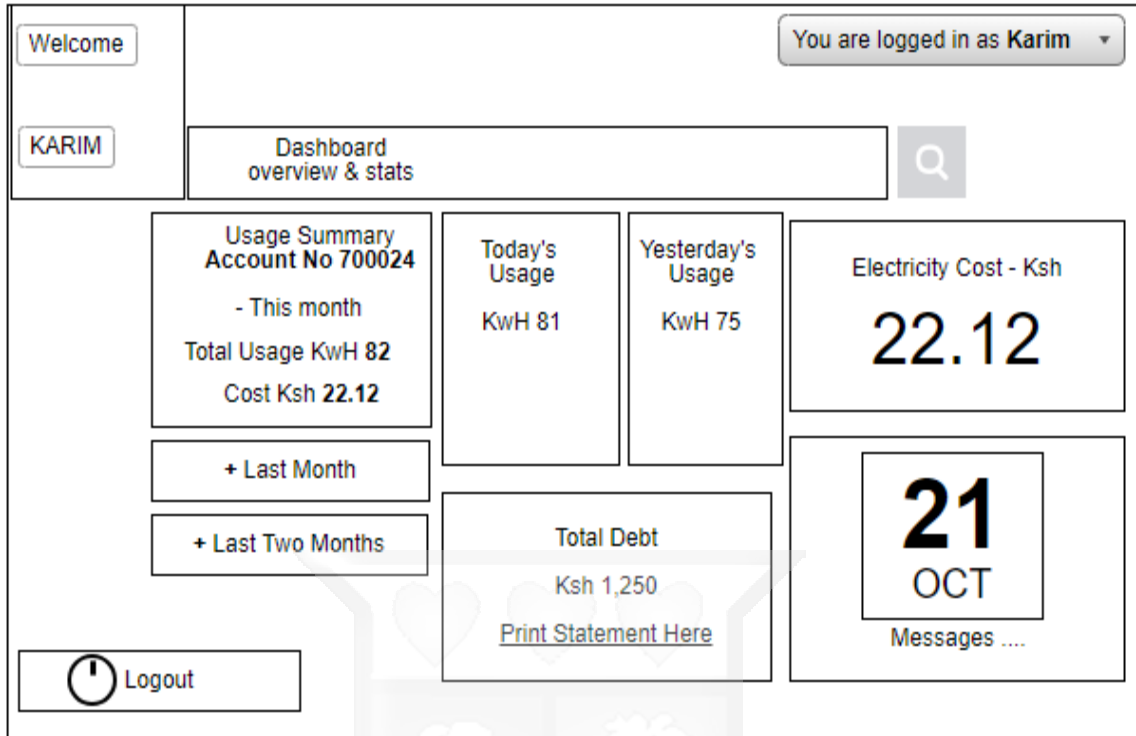 Welcome
You are logged in as Karim
KARIM
Dashboard
overview & stats
Usage Summary
Account No 700024
- This month
Total Usage KwH 82
Cost Ksh 22.12
Today's
Usage
KwH 81
Yesterday's
Usage
KwH 75
Electricity Cost - Ksh
22.12
+ Last Month
+ Last Two Months
Total Debt
Ksh 1,250
Print Statement Here
21
OCT
Messages ....
Logout